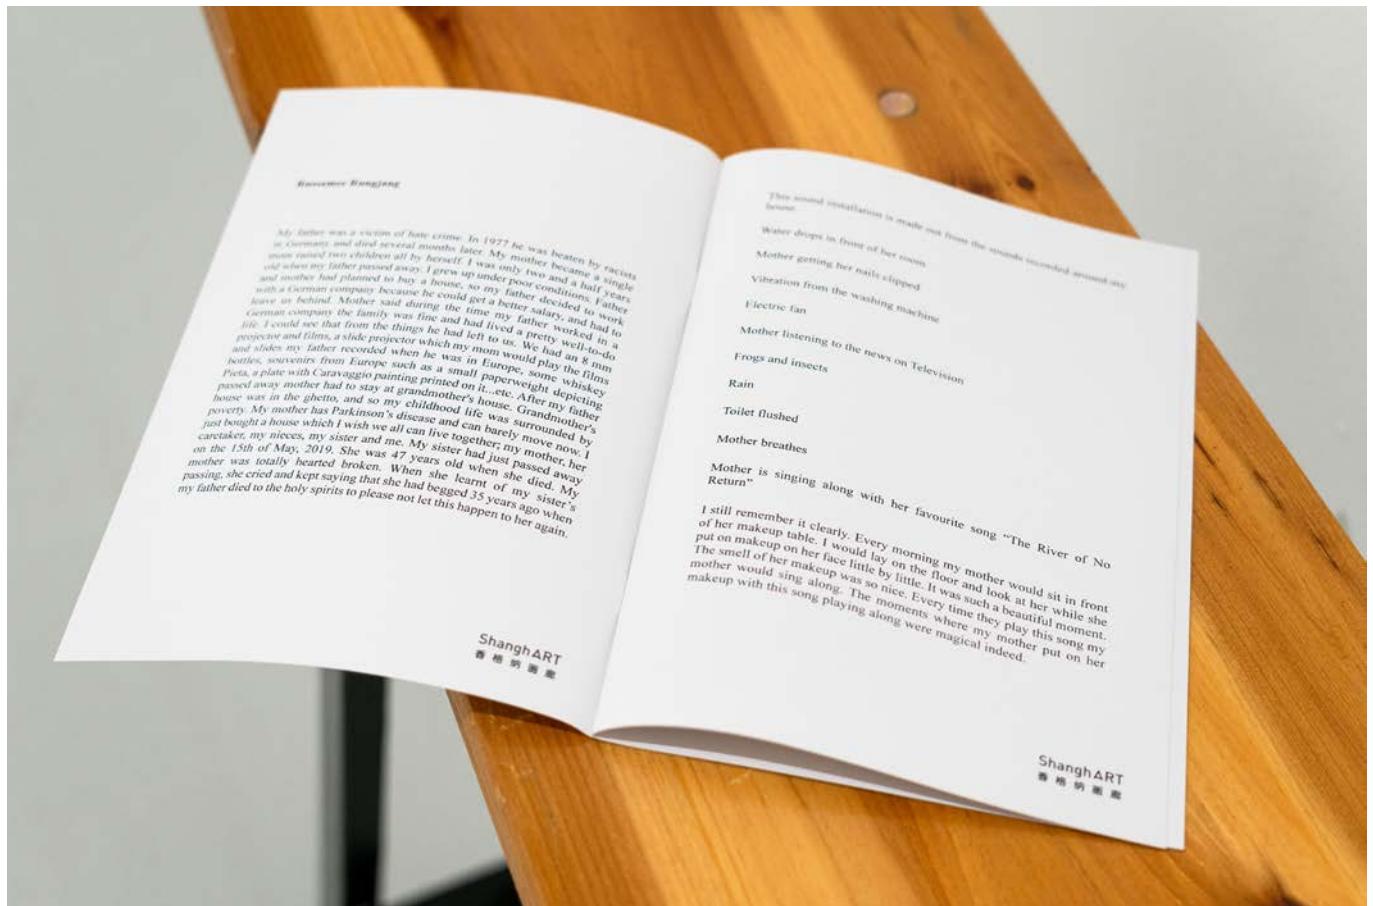 My father was a victim of hate crime. In 1977 he was beaten by racists
in Germany and died several months later. My mother became a single
mom raised two children all by herself. I was only two and a half years
old when my father passed away. I grew up under poor conditions. Father
and mother had planned to buy a house, so my father decided to work
with a German company because he could get a better salary, and had to
leave us behind. Mother said during the time my father worked in a
German company the family was fine and had lived a pretty well-to-do
life. I could see that from the things he had left to us. We had an 8 mm
projector and films, a slide projector which my mom would play the films
and slides my father recorded when he was in Europe, some whiskey
bottles, souvenirs from Europe such as a small paperweight depicting
Pieta, a plate with Caravaggio painting printed on it...etc. After my father
passed away mother had to stay at grandmother's house. Grandmother's
house was in the ghetto, and so my childhood life was surrounded by
poverty. My mother has Parkinson's disease and can barely move now. I
just bought a house which I wish we all can live together; my mother, her
caretaker, my nieces, my sister and me. My sister had just passed away
on the 15th of May, 2019. She was 47 years old when she died. My
mother was totally hearted broken. When she learnt of my sister's
passing, she cried and kept saying that she had begged 35 years ago when
my father died to the holy spirits to please not let this happen to her again.
ShanghART
香格纳画廊
This sound installation is made out from the sounds recorded around my
house.
Water drops in front of her room
Mother getting her nails clipped
Vibration from the washing machine
Electric fan
Mother listening to the news on Television
Frogs and insects
Rain
Toilet flushed
Mother breathes
Mother is singing along with her favourite song "The River of No
Return"
I still remember it clearly. Every morning my mother would sit in front
of her makeup table. I would lay on the floor and look at her while she
put on makeup on her face little by little. It was such a beautiful moment.
The smell of her makeup was so nice. Every time they play this song my
mother would sing along. The moments where my mother put on her
makeup with this song playing along were magical indeed.
ShanghART
香格纳画廊